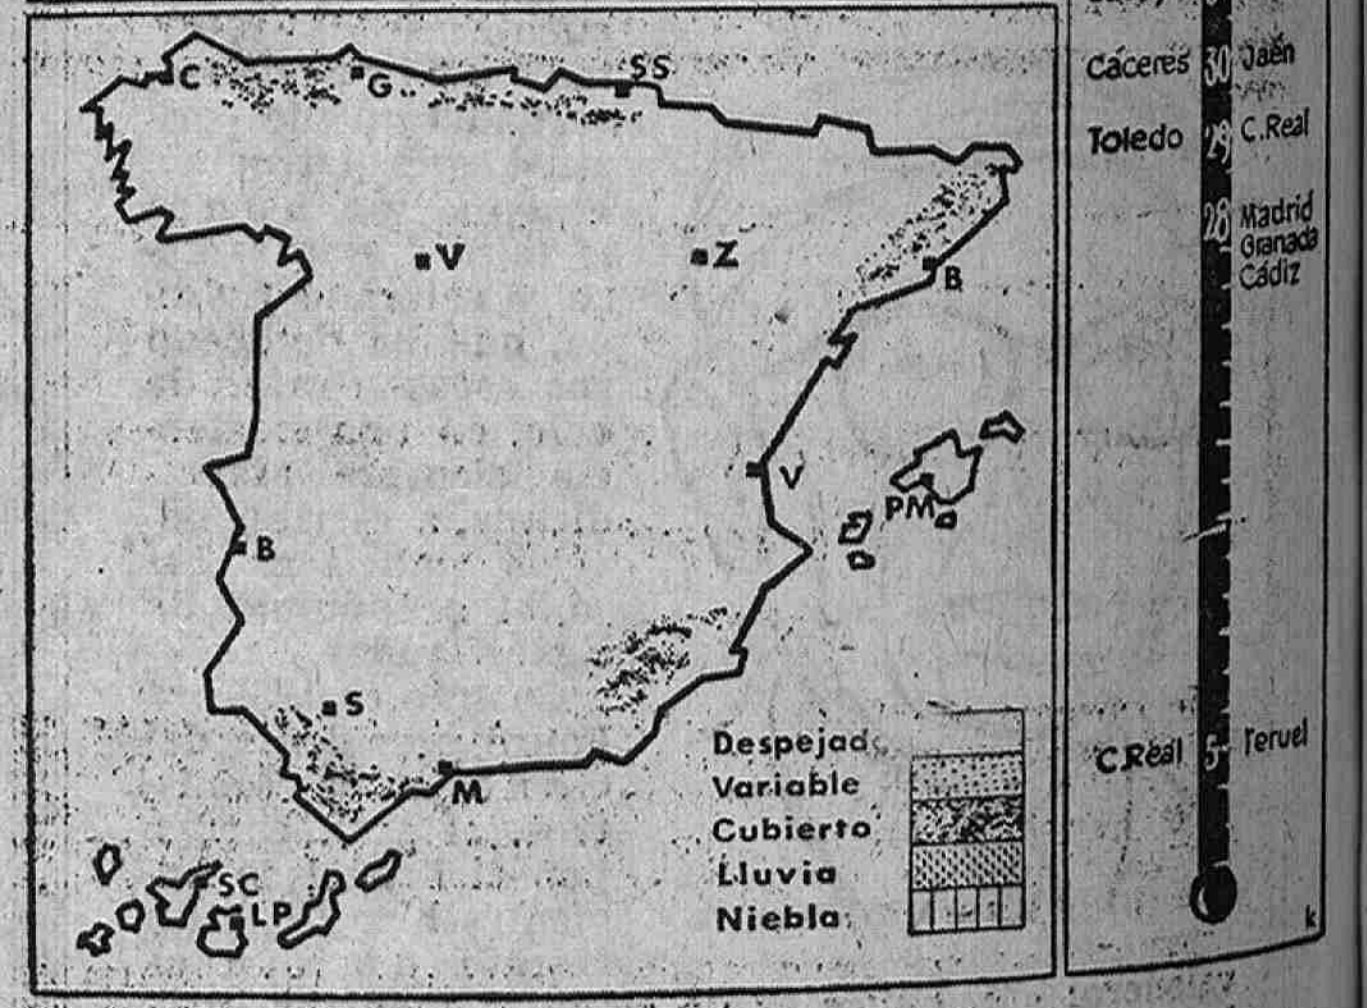 C
G
SS
V
Z
B
V
PM
B
S
M
SC
LP
Despejado
Variable
Cubierto
Lluvia
Niebla
Cáceres 30 Jaén
Toledo 29 C.Real
28 Madrid
Granada
Cádiz
C.Real 5 Teruel
k